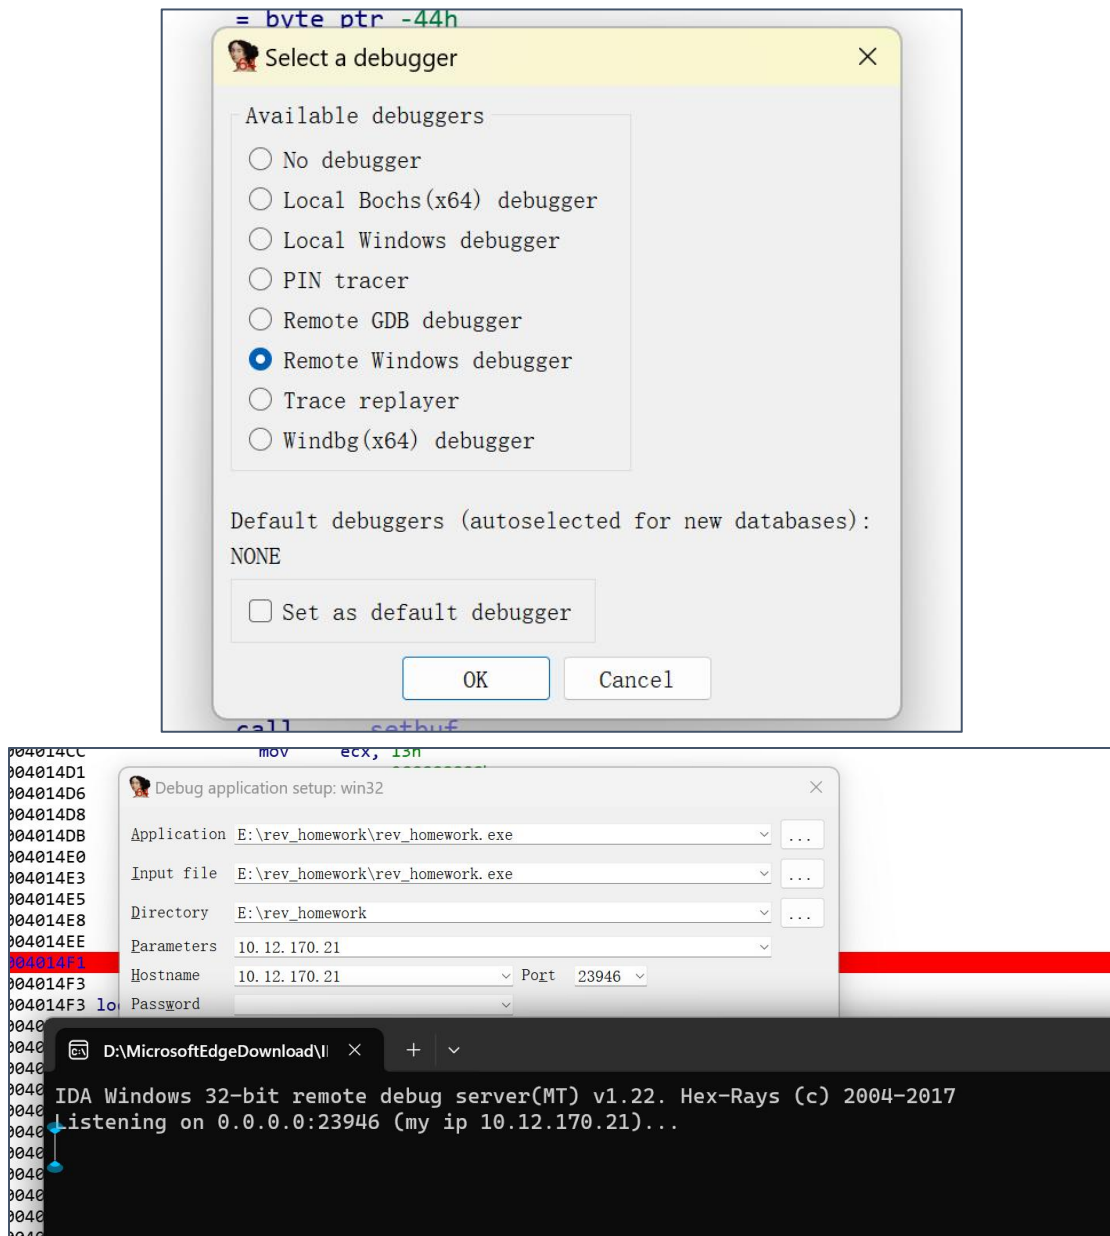 = byte ptr -44h
Select a debugger
Available debuggers
No debugger
Local Bochs(x64) debugger
Local Windows debugger
PIN tracer
Remote GDB debugger
Remote Windows debugger
Trace replayer
Windbg(x64) debugger
Default debuggers (autoselected for new databases):
NONE
Set as default debugger
OK Cancel
call setbuf
004014CC mov ecx, 13h
004014D1
004014D6
004014D8
004014DB
004014E0
004014E3
004014E5
004014E8
004014EE
004014F1
004014F3
004014F3 lo
Debug application setup: win32
Application E:\rev_homework\rev_homework.exe ...
Input file E:\rev_homework\rev_homework.exe ...
Directory E:\rev_homework ...
Parameters 10.12.170.21
Hostname 10.12.170.21 Port 23946
Password
D:\MicrosoftEdgeDownload\I
IDA Windows 32-bit remote debug server(MT) v1.22. Hex-Rays (c) 2004-2017
Listening on 0.0.0.0:23946 (my ip 10.12.170.21)...